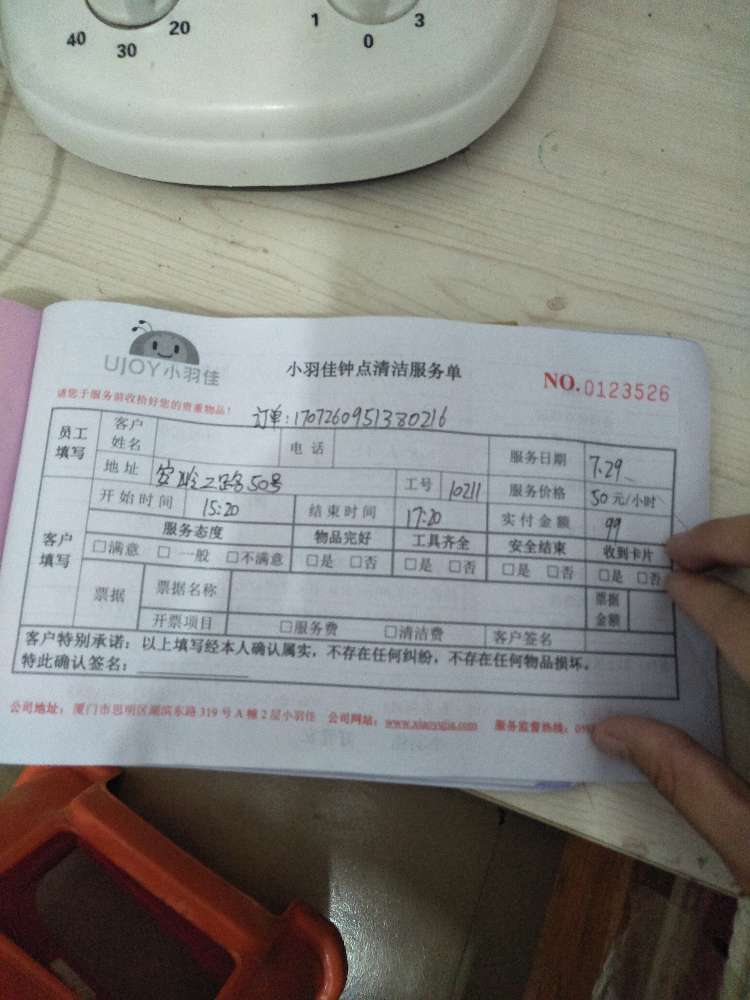 40 30 20 1 0 3
UJOY小羽佳
小羽佳钟点清洁服务单
NO.0123526
请您于服务前收拾好您的贵重物品!
订单:1707260951380216
员工填写 客户姓名 电话 服务日期 7.29
地址 安岭二路50号 工号 10211 服务价格 50元/小时
客户填写 开始时间 15:20 结束时间 17:20 实付金额 99
服务态度 物品完好 工具齐全 安全结束 收到卡片
□满意 □一般 □不满意 □是 □否 □是 □否 □是 □否 □是 □否
票据 票据名称 票据金额
开票项目 □服务费 □清洁费 客户签名
客户特别承诺:以上填写经本人确认属实,不存在任何纠纷,不存在任何物品损坏。
特此确认签名:
公司地址:厦门市思明区湖滨东路319号A幢2层小羽佳 公司网站:www.xiaoyujia.com 服务监督热线: